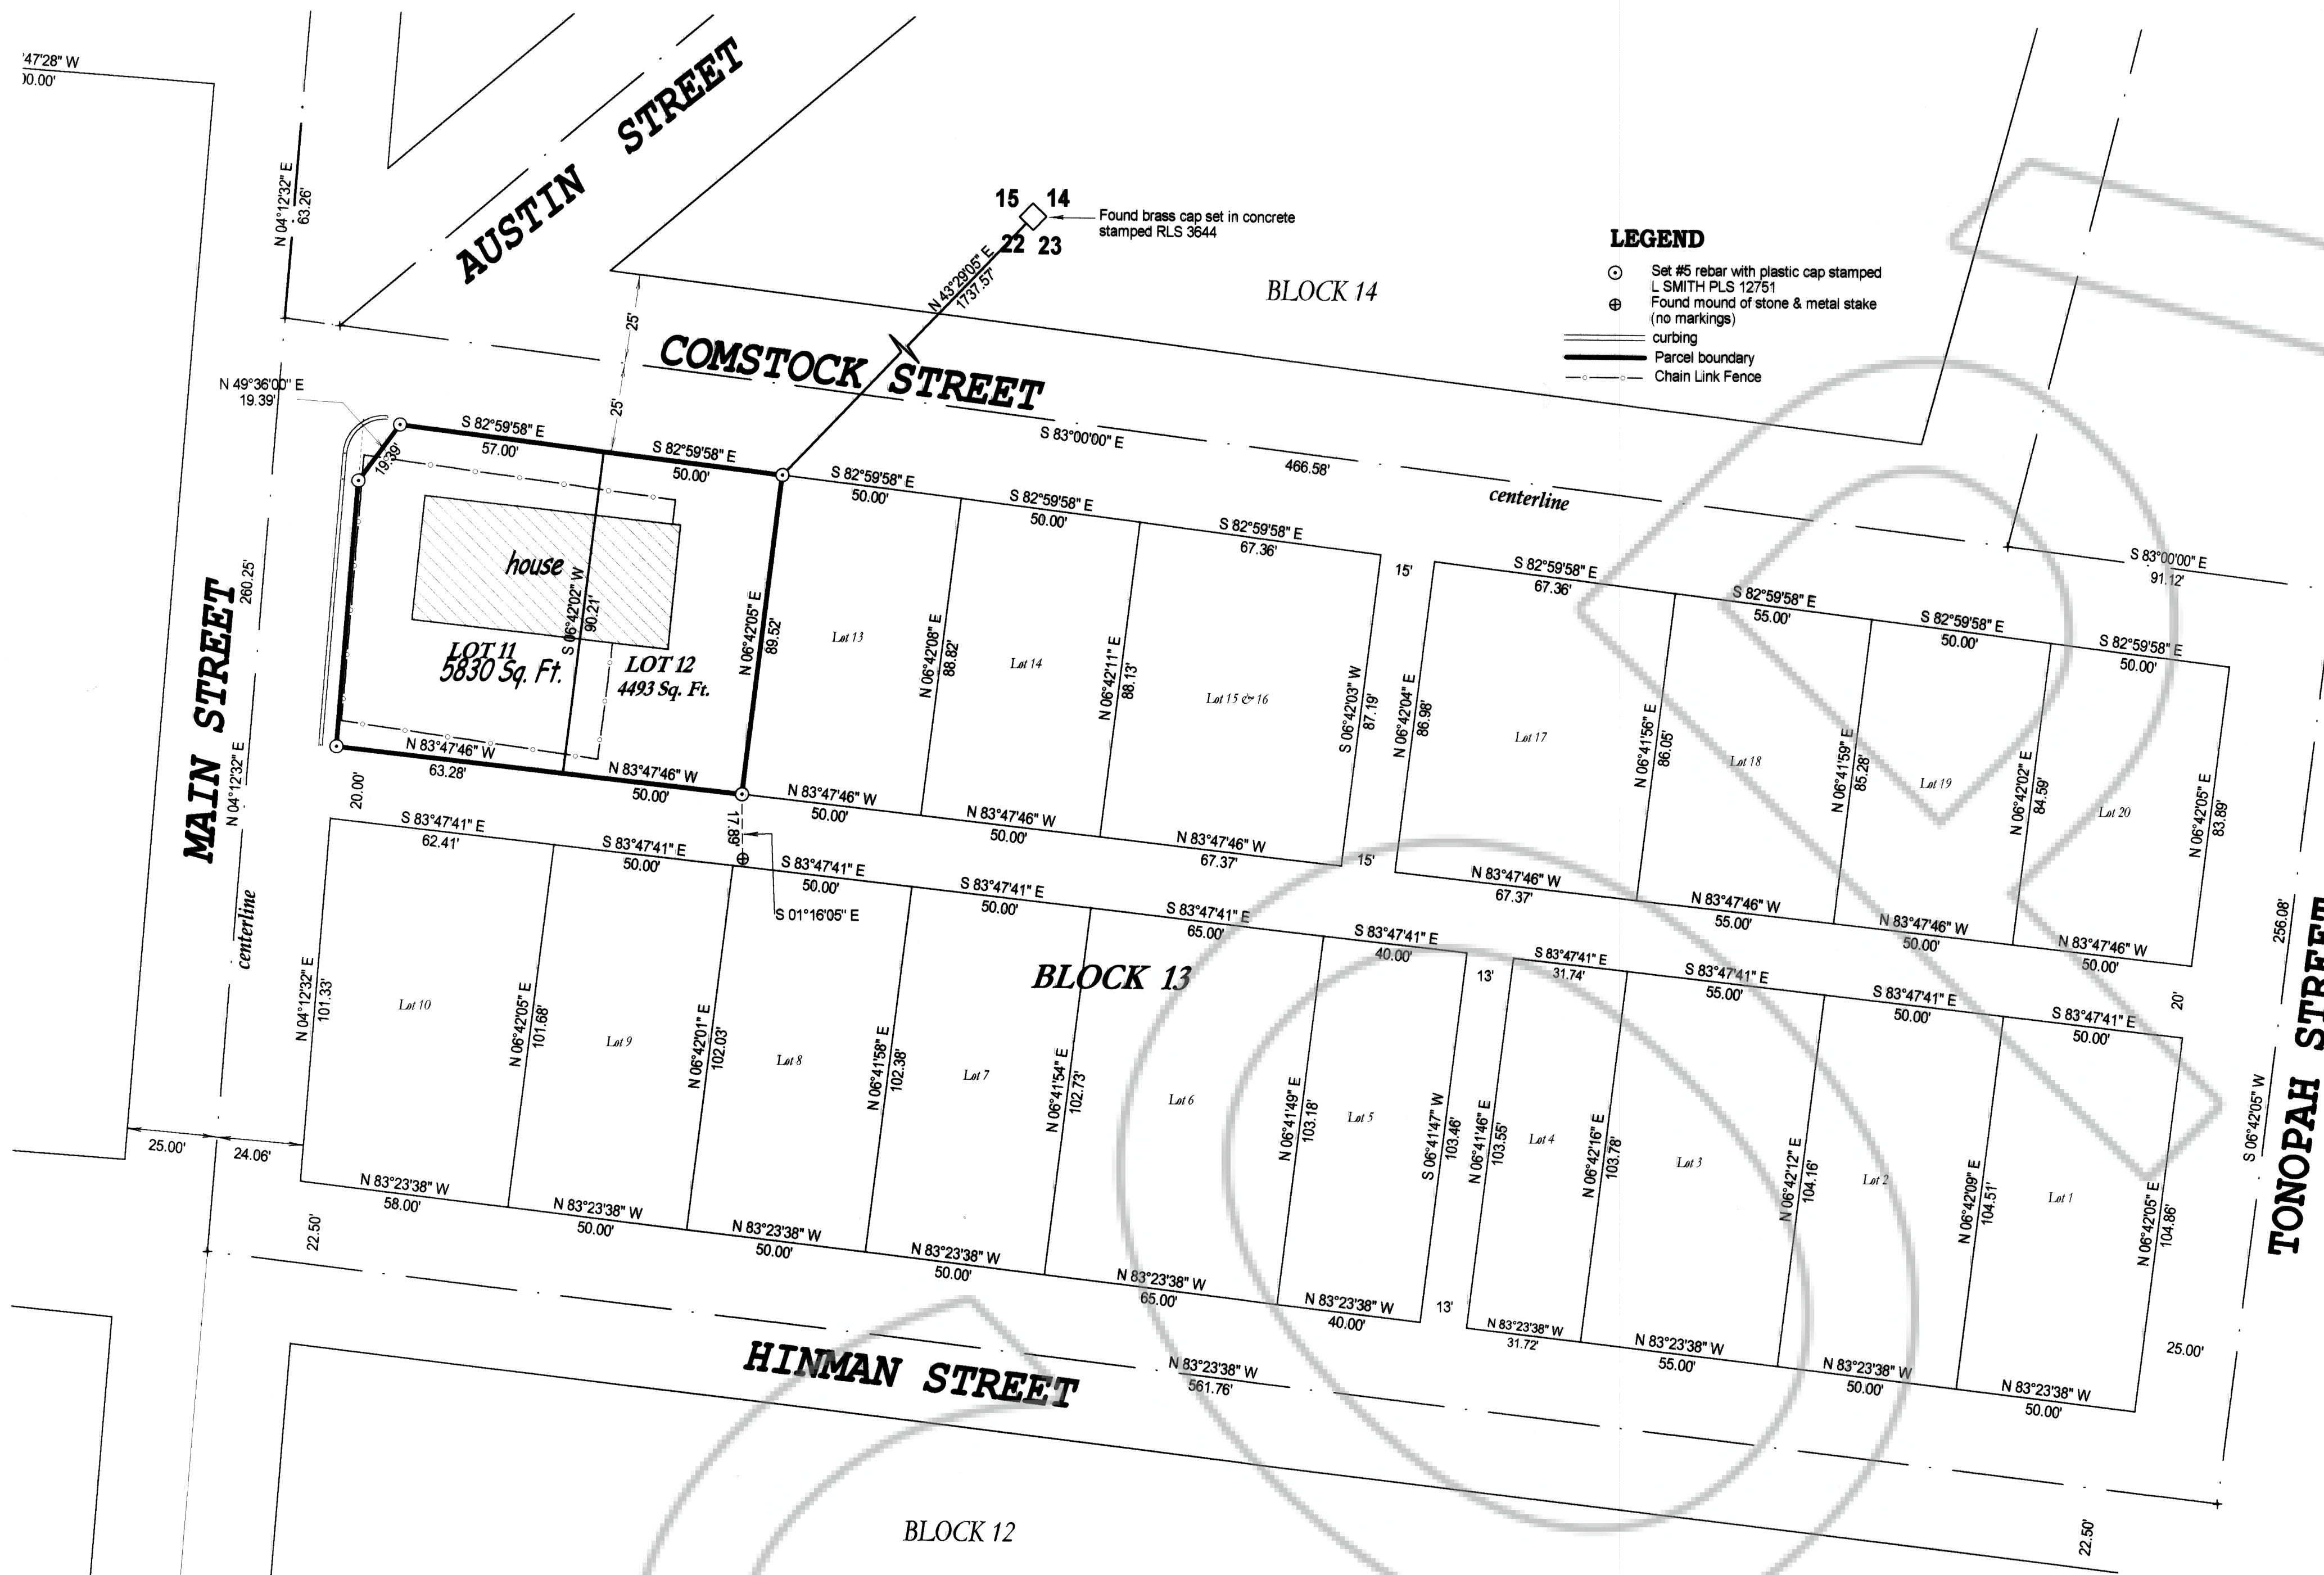 '47'28" W
00.00'
N 04°12'32" E
63.26'
AUSTIN STREET
15 14
22 23
Found brass cap set in concrete
stamped RLS 3644
N 43°29'05" E
1737.57'
BLOCK 14
LEGEND
Set #5 rebar with plastic cap stamped
L SMITH PLS 12751
Found mound of stone & metal stake
(no markings)
curbing
Parcel boundary
Chain Link Fence
25'
25'
COMSTOCK STREET
S 83°00'00" E
466.58'
centerline
S 83°00'00" E
91.12'
N 49°36'00" E
19.39'
19.39'
S 82°59'58" E
57.00'
S 82°59'58" E
50.00'
S 82°59'58" E
50.00'
S 82°59'58" E
50.00'
S 82°59'58" E
67.36'
15'
S 82°59'58" E
67.36'
S 82°59'58" E
55.00'
S 82°59'58" E
50.00'
S 82°59'58" E
50.00'
MAIN STREET
260.25'
N 04°12'32" E
centerline
house
LOT 11
5830 Sq. Ft.
S 06°42'02" W
90.21'
LOT 12
4493 Sq. Ft.
N 06°42'05" E
89.52'
Lot 13
N 06°42'08" E
88.82'
Lot 14
N 06°42'11" E
88.13'
Lot 15 & 16
S 06°42'03" W
87.19'
N 06°42'04" E
86.98'
Lot 17
N 06°41'56" E
86.05'
Lot 18
N 06°41'59" E
85.28'
Lot 19
N 06°42'02" E
84.59'
Lot 20
N 06°42'05" E
83.89'
N 83°47'46" W
63.28'
N 83°47'46" W
50.00'
N 83°47'46" W
50.00'
N 83°47'46" W
50.00'
N 83°47'46" W
67.37'
15'
N 83°47'46" W
67.37'
N 83°47'46" W
55.00'
N 83°47'46" W
50.00'
N 83°47'46" W
50.00'
20.00'
17.89'
S 01°16'05" E
20'
256.08'
S 06°42'05" W
TONOPAH STREET
S 83°47'41" E
62.41'
S 83°47'41" E
50.00'
S 83°47'41" E
50.00'
S 83°47'41" E
50.00'
S 83°47'41" E
65.00'
S 83°47'41" E
40.00'
13'
S 83°47'41" E
31.74'
S 83°47'41" E
55.00'
S 83°47'41" E
50.00'
S 83°47'41" E
50.00'
BLOCK 13
N 04°12'32" E
101.33'
Lot 10
N 06°42'05" E
101.68'
Lot 9
N 06°42'01" E
102.03'
Lot 8
N 06°41'58" E
102.38'
Lot 7
N 06°41'54" E
102.73'
Lot 6
N 06°41'49" E
103.18'
Lot 5
S 06°41'47" W
103.46'
N 06°41'46" E
103.55'
Lot 4
N 06°42'16" E
103.78'
Lot 3
N 06°42'12" E
104.16'
Lot 2
N 06°42'09" E
104.51'
Lot 1
N 06°42'05" E
104.86'
25.00'
24.06'
22.50'
N 83°23'38" W
58.00'
N 83°23'38" W
50.00'
N 83°23'38" W
50.00'
N 83°23'38" W
50.00'
N 83°23'38" W
65.00'
N 83°23'38" W
40.00'
13'
N 83°23'38" W
31.72'
N 83°23'38" W
55.00'
N 83°23'38" W
50.00'
N 83°23'38" W
50.00'
25.00'
HINMAN STREET
N 83°23'38" W
561.76'
BLOCK 12
22.50'